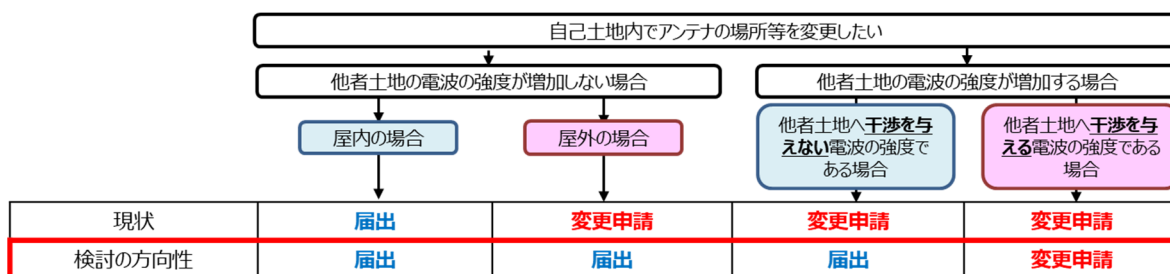 自己土地内でアンテナの場所等を変更したい
他者土地の電波の強度が増加しない場合
他者土地の電波の強度が増加する場合
屋内の場合
屋外の場合
他者土地へ干渉を与
えない電波の強度で
ある場合
他者土地へ干渉を与
える電波の強度である
場合
現状
届出
変更申請
変更申請
変更申請
検討の方向性
届出
届出
届出
変更申請